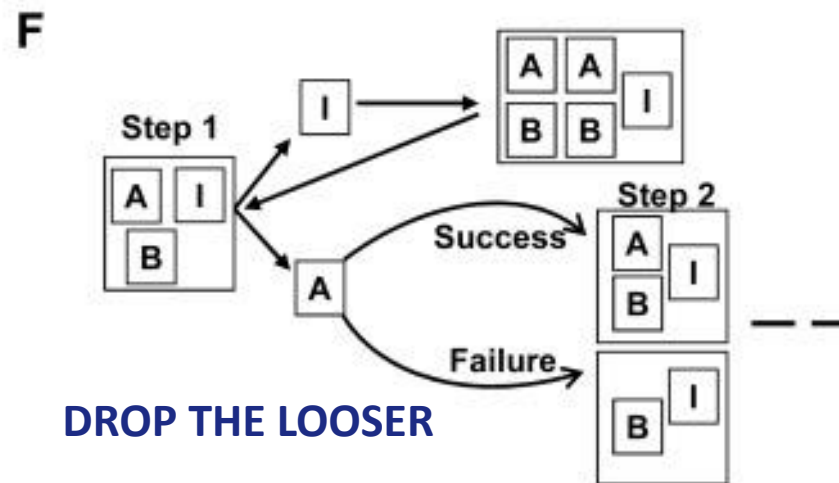 F
A A
I
B B
I
Step 1
A I
B
Step 2
Success
A
I
B
A
Failure
I
B
DROP THE LOOSER